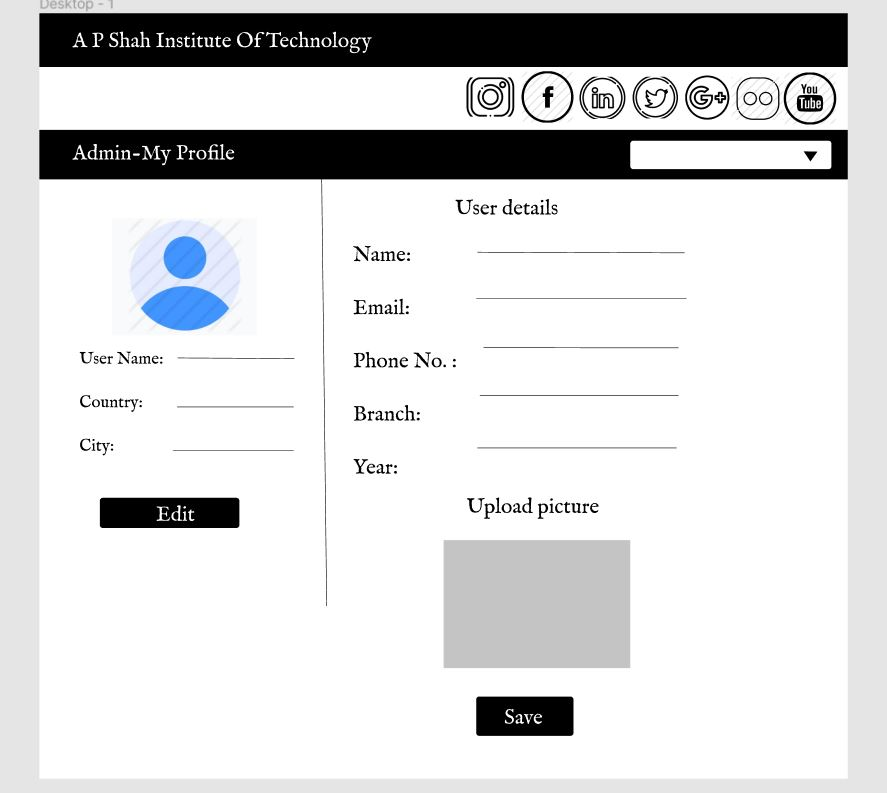 Desktop - 1
A P Shah Institute Of Technology
f in G+ You Tube
Admin-My Profile
User details
Name:
Email:
Phone No. :
Branch:
Year:
User Name:
Country:
City:
Edit
Upload picture
Save